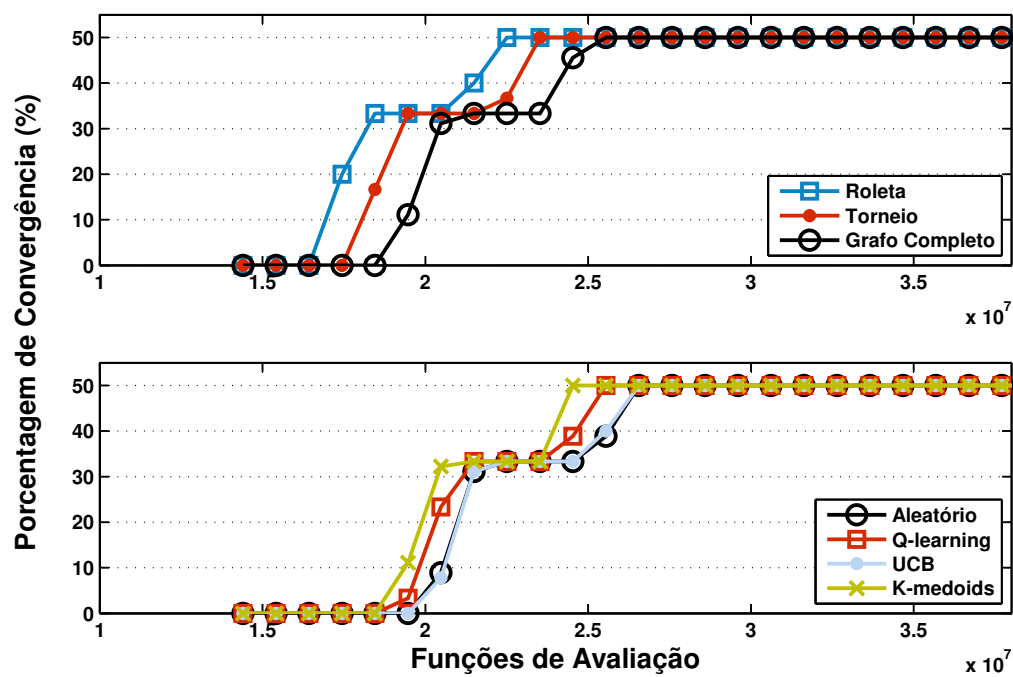 Porcentagem de Convergência (%)
50
40
30
20
10
0
1 1.5 2 2.5 3 3.5
x 10^7
Roleta
Torneio
Grafo Completo
50
40
30
20
10
0
1 1.5 2 2.5 3 3.5
x 10^7
Aleatório
Q-learning
UCB
K-medoids
Funções de Avaliação